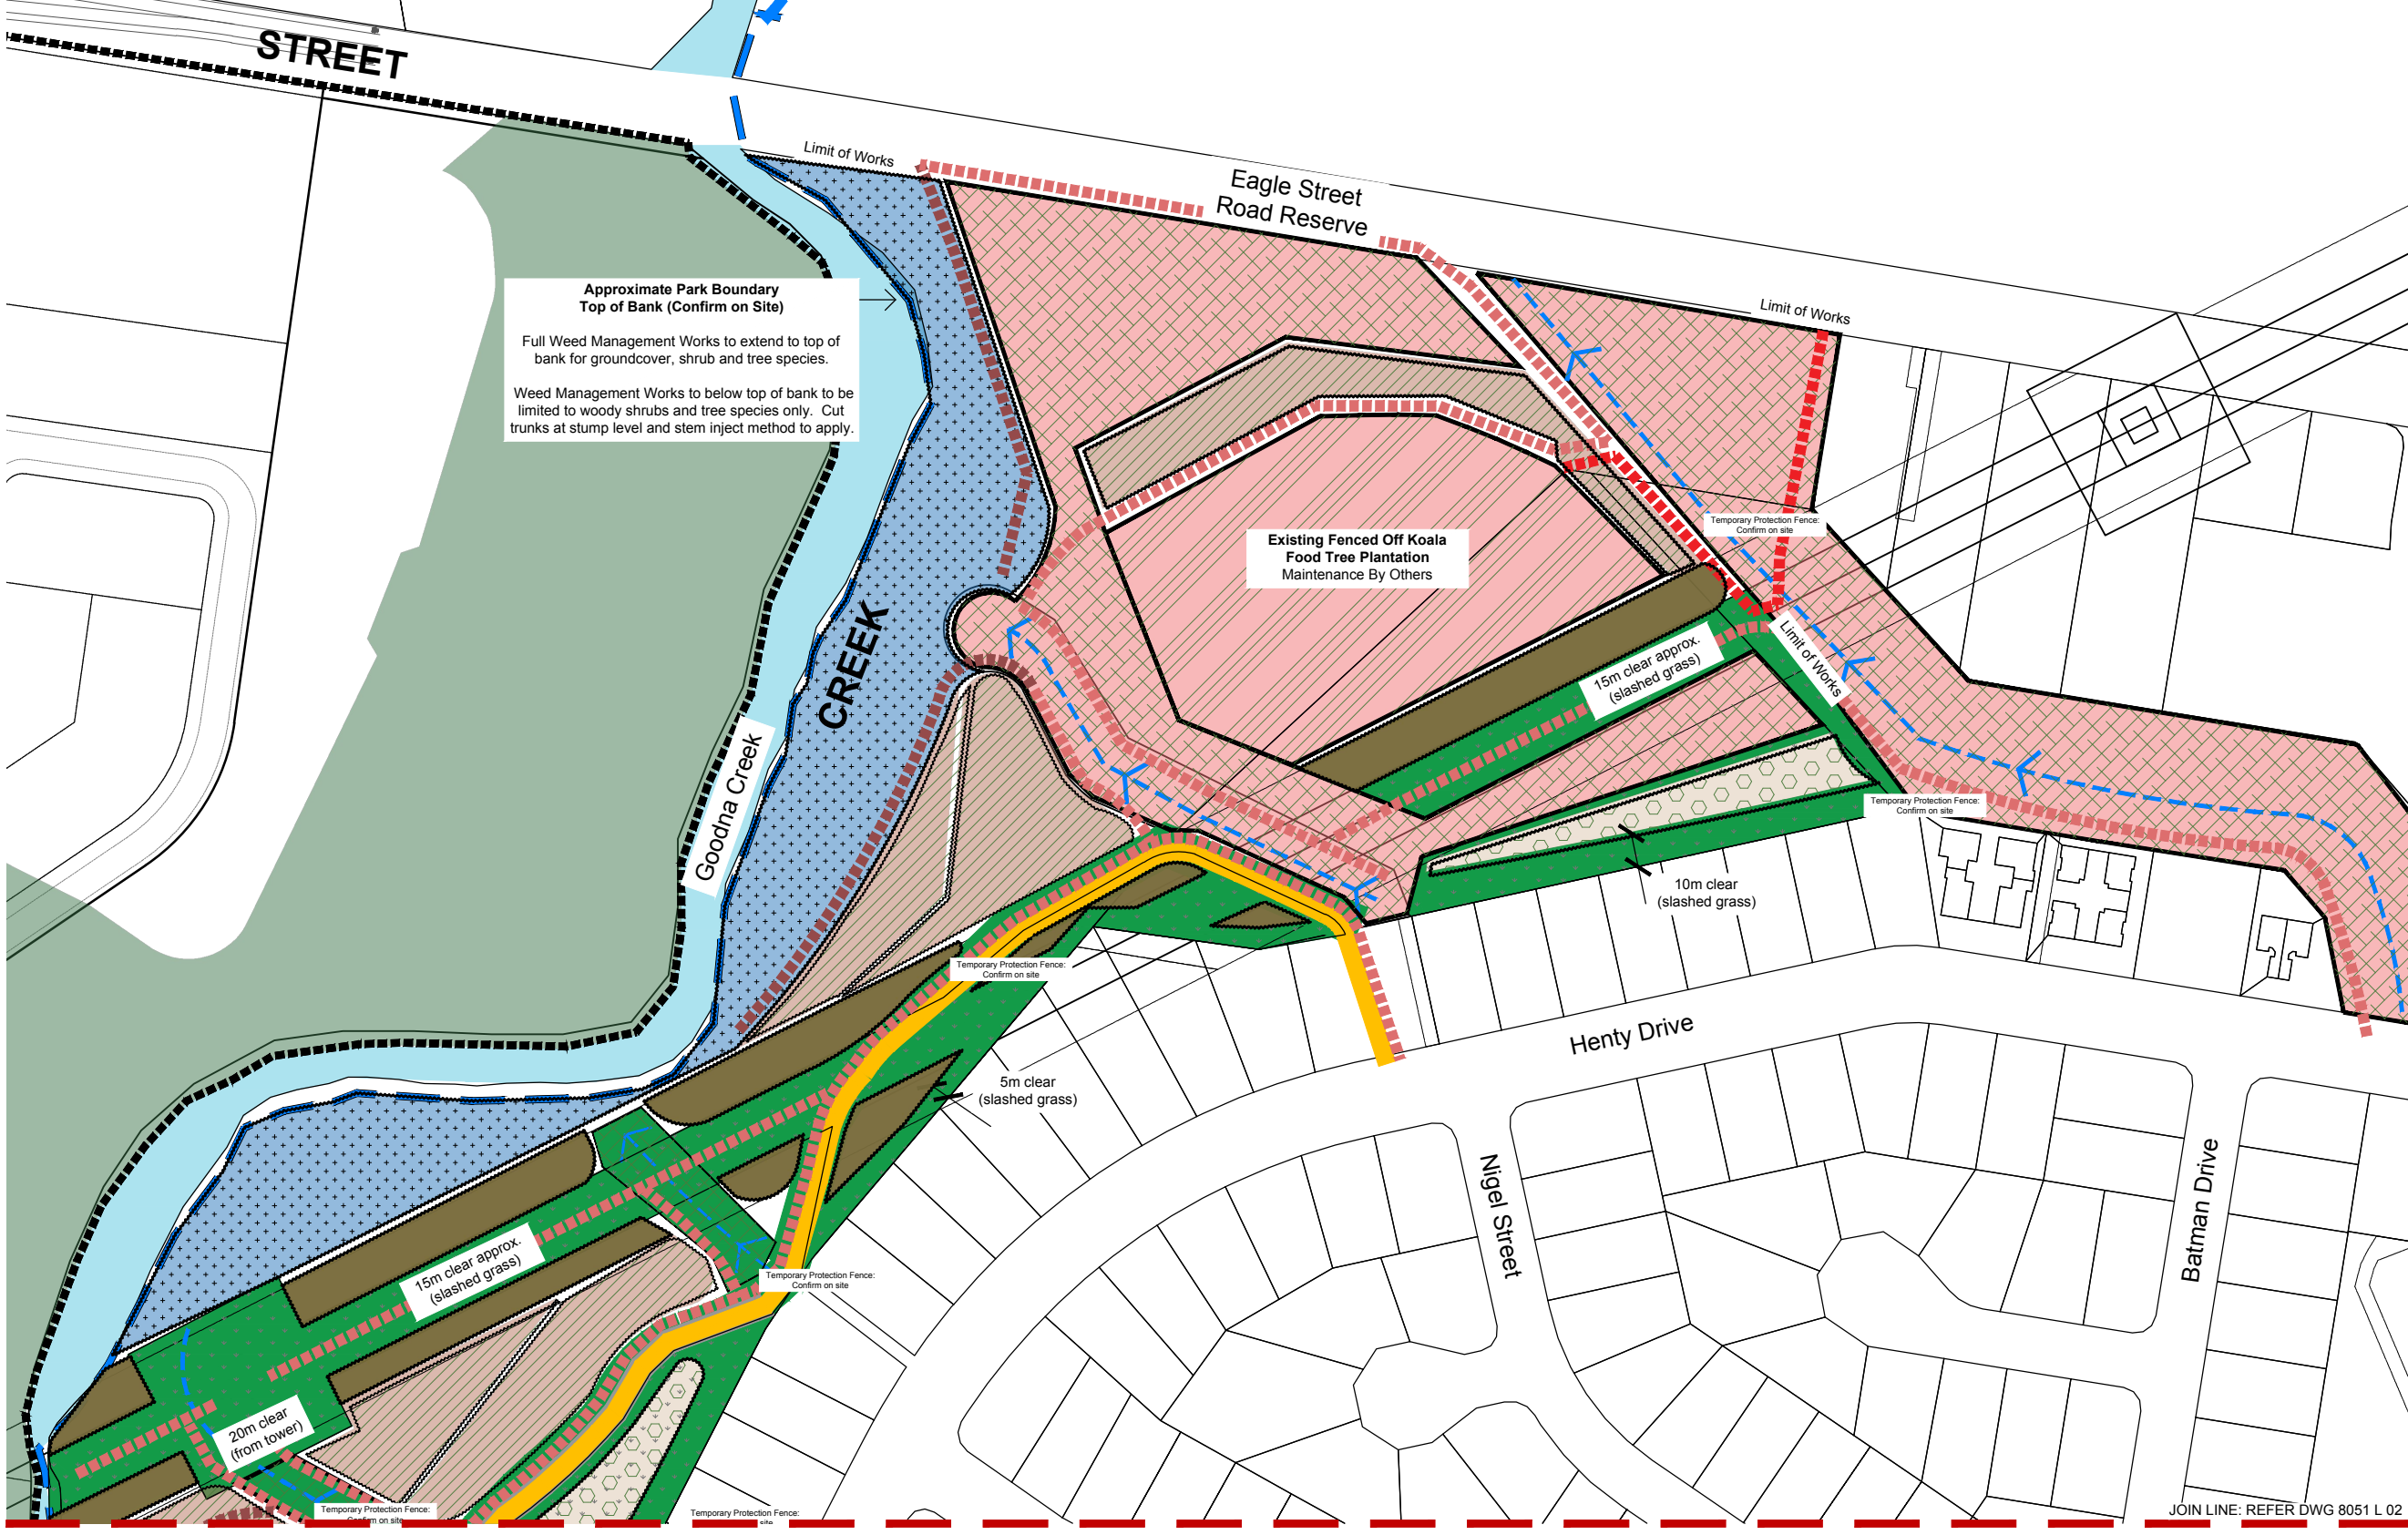 STREET
Limit of Works
Eagle Street
Road Reserve
Limit of Works
Approximate Park Boundary
Top of Bank (Confirm on Site)
Full Weed Management Works to extend to top of
bank for groundcover, shrub and tree species.
Weed Management Works to below top of bank to be
limited to woody shrubs and tree species only. Cut
trunks at stump level and stem inject method to apply.
Temporary Protection Fence:
Confirm on site
Existing Fenced Off Koala
Food Tree Plantation
Maintenance By Others
CREEK
Limit of Works
15m clear approx.
(slashed grass)
Goodna Creek
Temporary Protection Fence:
Confirm on site
10m clear
(slashed grass)
Temporary Protection Fence:
Confirm on site
Henty Drive
5m clear
(slashed grass)
Nigel Street
Batman Drive
15m clear approx.
(slashed grass)
Temporary Protection Fence:
Confirm on site
20m clear
(from tower)
Temporary Protection Fence:
Confirm on site
Temporary Protection Fence:
site
JOIN LINE: REFER DWG 8051 L 02